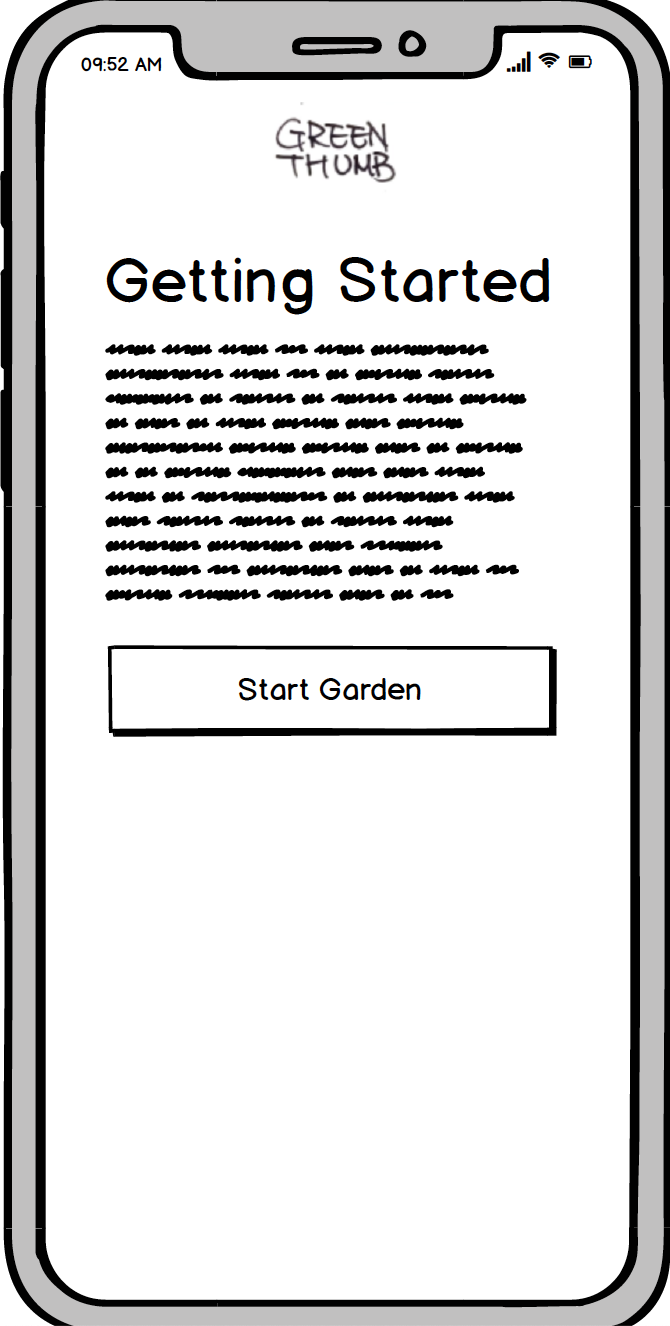 09:52 AM
GREEN
THUMB
Getting Started
Start Garden